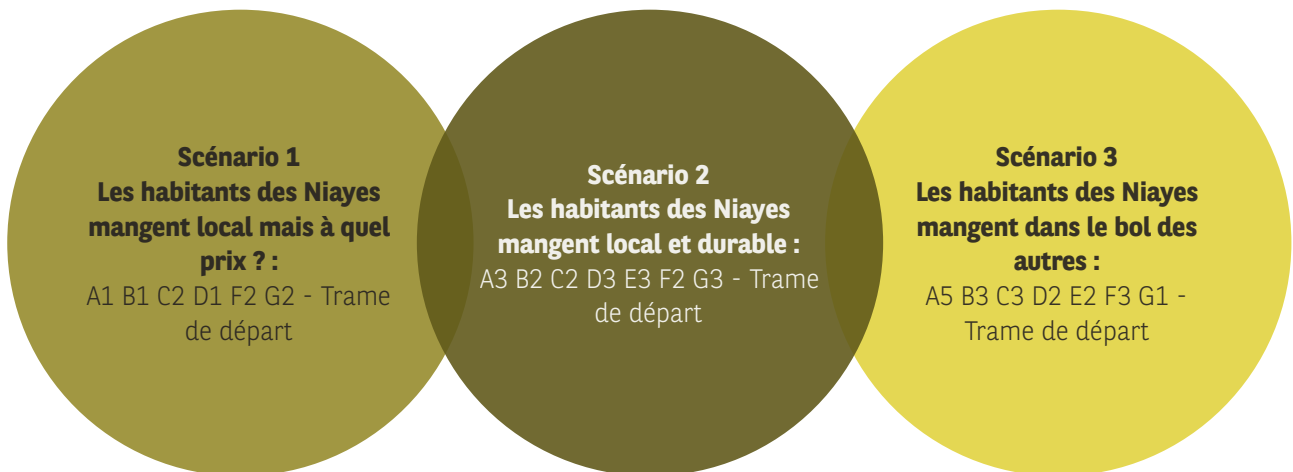 Scénario 1
Les habitants des Niayes
mangent local mais à quel
prix ? :
A1 B1 C2 D1 F2 G2 - Trame
de départ
Scénario 2
Les habitants des Niayes
mangent local et durable :
A3 B2 C2 D3 E3 F2 G3 - Trame
de départ
Scénario 3
Les habitants des Niayes
mangent dans le bol des
autres :
A5 B3 C3 D2 E2 F3 G1 -
Trame de départ